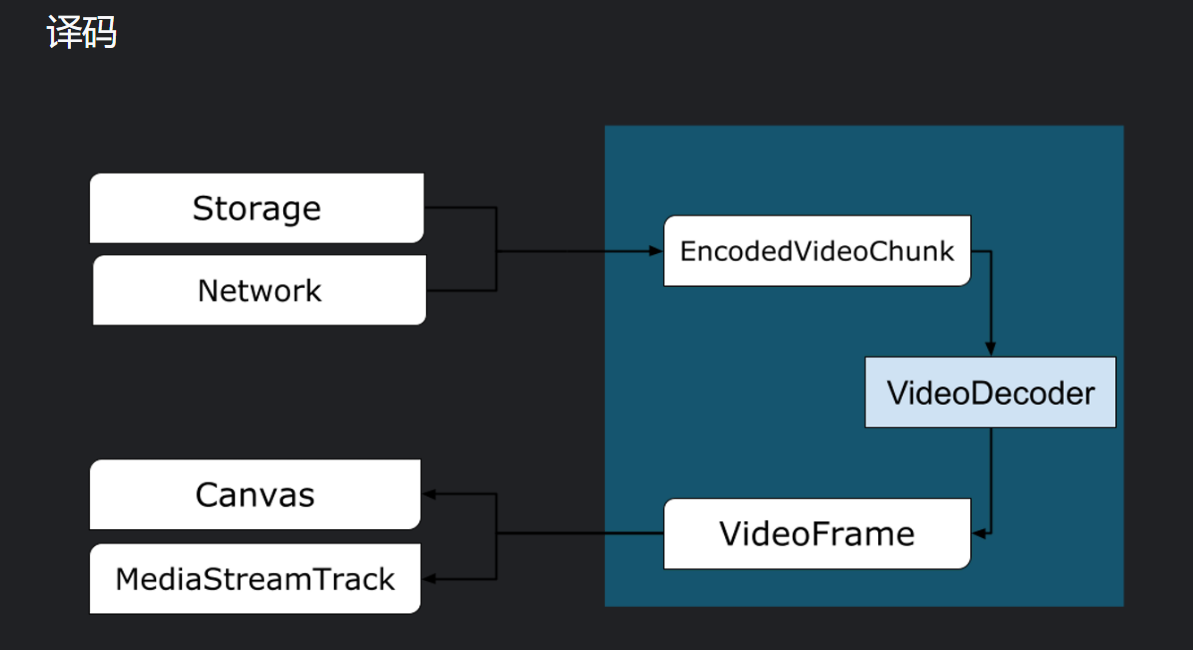 译码
Storage
Network
EncodedVideoChunk
VideoDecoder
Canvas
VideoFrame
MediaStreamTrack